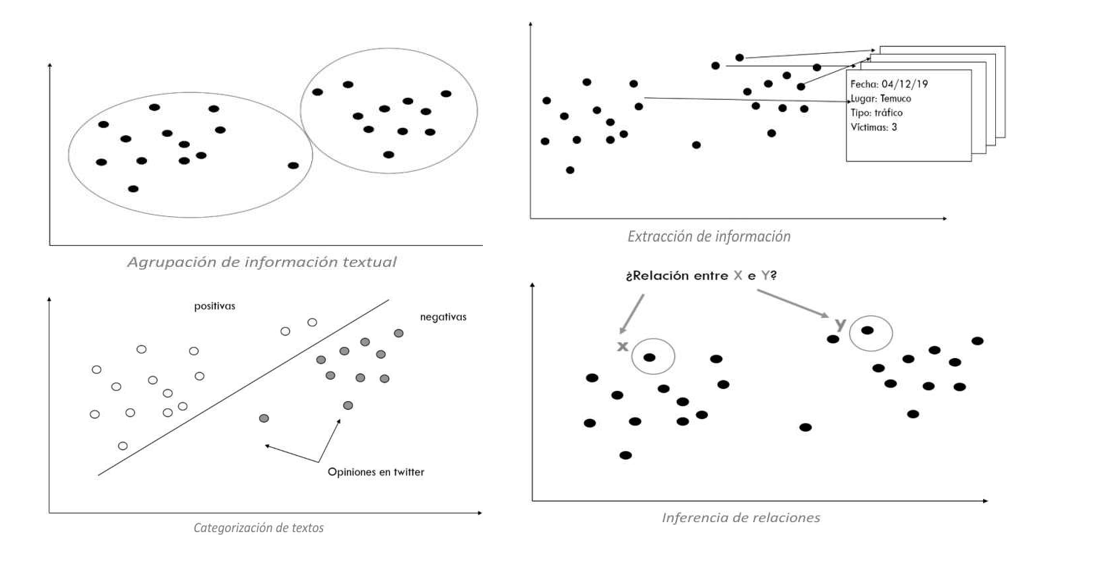 Fecha: 04/12/19
Lugar: Temuco
Tipo: tráfico
Víctimas: 3
Agrupación de información textual
Extracción de información
positivas
negativas
Opiniones en twitter
Categorización de textos
¿Relación entre X e Y?
x
y
Inferencia de relaciones